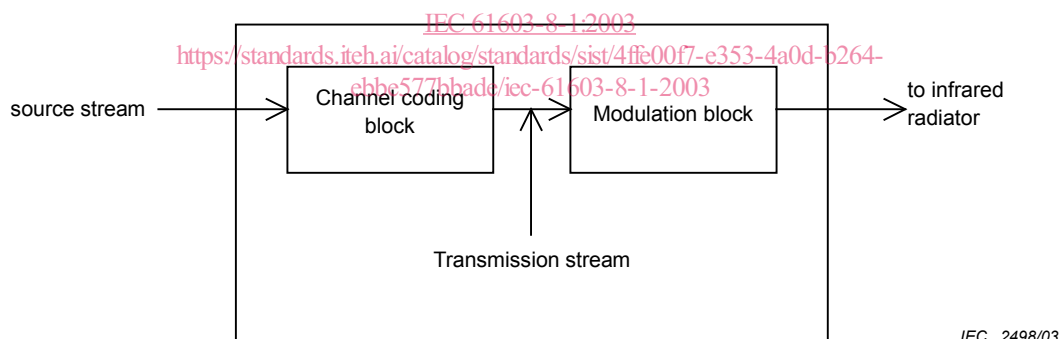 IEC 61603-8-1:2003
https://standards.iteh.ai/catalog/standards/sist/4ffe00f7-e353-4a0d-b264-
ebbe577bbade/iec-61603-8-1-2003
source stream
Channel coding
block
Modulation block
to infrared
radiator
Transmission stream
IEC 2498/03